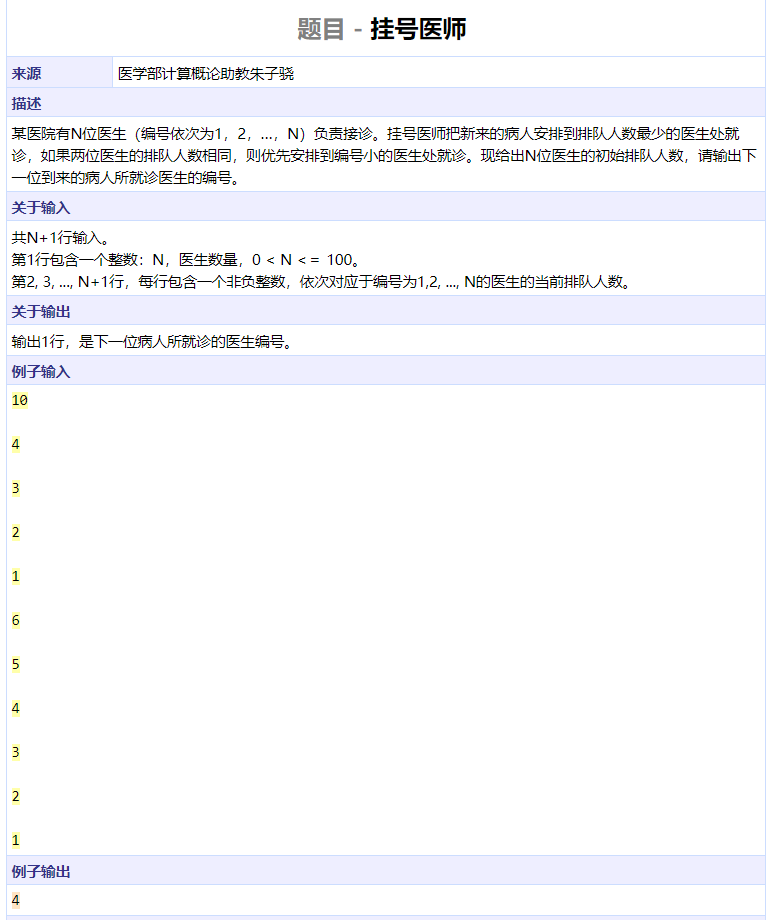 题目 - 挂号医师
来源 医学部计算概论助教朱子骁
描述
某医院有N位医生（编号依次为1，2，...，N）负责接诊。挂号医师把新来的病人安排到排队人数最少的医生处就
诊，如果两位医生的排队人数相同，则优先安排到编号小的医生处就诊。现给出N位医生的初始排队人数，请输出下
一位到来的病人所就诊医生的编号。
关于输入
共N+1行输入。
第1行包含一个整数：N，医生数量，0 < N <= 100。
第2, 3, ..., N+1行，每行包含一个非负整数，依次对应于编号为1,2, ..., N的医生的当前排队人数。
关于输出
输出1行，是下一位病人所就诊的医生编号。
例子输入
10
4
3
2
1
6
5
4
3
2
1
例子输出
4